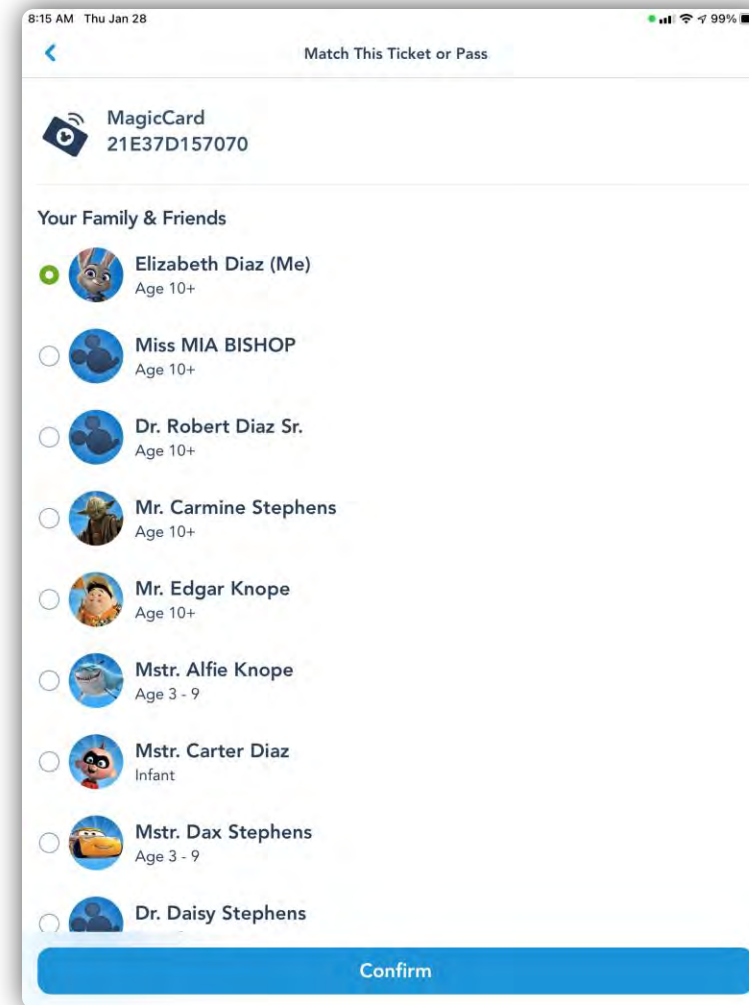 8:15 AM Thu Jan 28 99%
Match This Ticket or Pass
MagicCard
21E37D157070
Your Family & Friends
Elizabeth Diaz (Me)
Age 10+
Miss MIA BISHOP
Age 10+
Dr. Robert Diaz Sr.
Age 10+
Mr. Carmine Stephens
Age 10+
Mr. Edgar Knope
Age 10+
Mstr. Alfie Knope
Age 3 - 9
Mstr. Carter Diaz
Infant
Mstr. Dax Stephens
Age 3 - 9
Dr. Daisy Stephens
Confirm